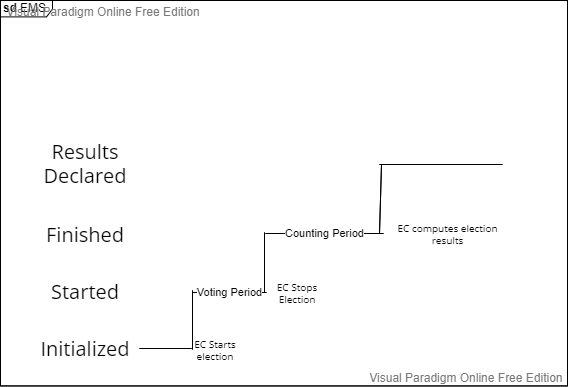 sd EMS
Visual Paradigm Online Free Edition
Results
Declared
Finished
Counting Period
EC computes election
results
Started
Voting Period
EC Stops
Election
Initialized
EC Starts
election
Visual Paradigm Online Free Edition